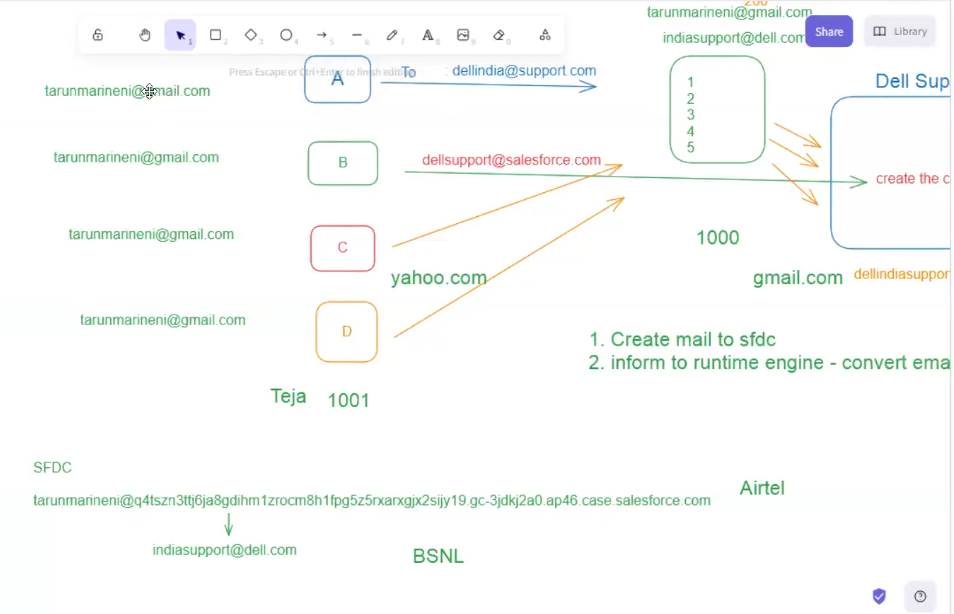 200
tarunmarineni@gmail.com
Share
Library
indiasupport@dell.com
Press Escape or Ctrl+Enter to finish editing
To : dellindia@support.com
A
Dell Sup
tarunmarineni@gmail.com
1
2
3
4
5
tarunmarineni@gmail.com
B
dellsupport@salesforce.com
create the c
tarunmarineni@gmail.com
C
1000
yahoo.com
gmail.com
dellindiasuppor
tarunmarineni@gmail.com
D
1. Create mail to sfdc
2. inform to runtime engine - convert ema
Teja
1001
SFDC
tarunmarineni@q4tszn3ttj6ja8gdihm1zrocm8h1fpg5z5rxarxgjx2sijy19.gc-3jdkj2a0.ap46.case.salesforce.com
Airtel
indiasupport@dell.com
BSNL